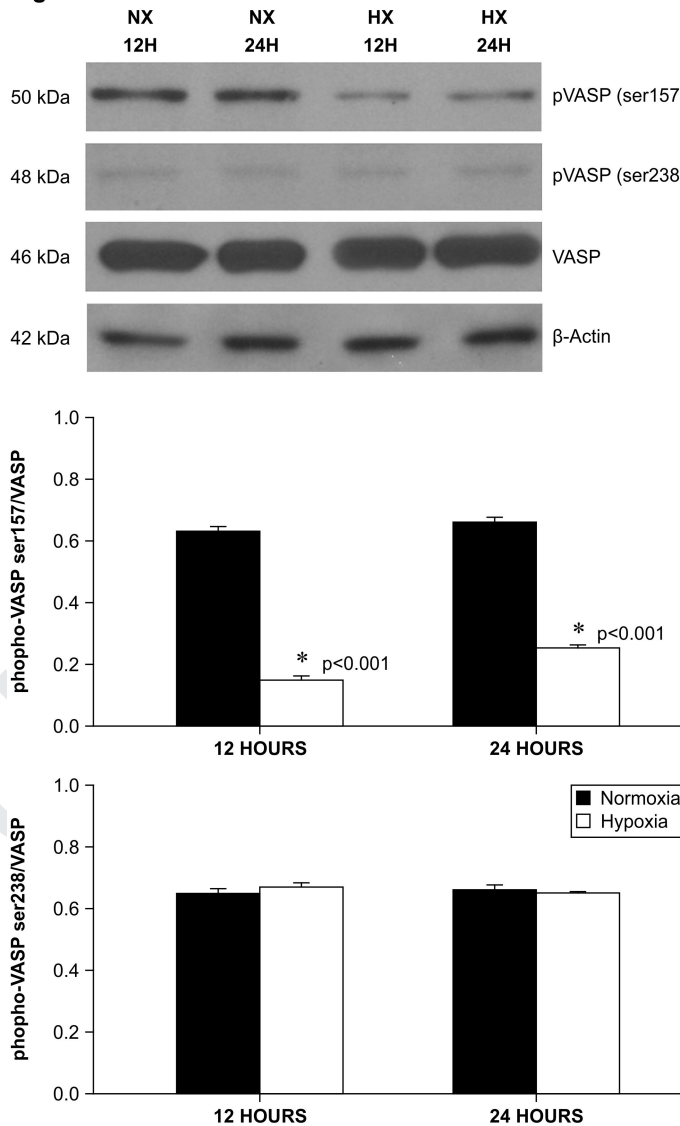 NX NX HX HX
12H 24H 12H 24H
50 kDa pVASP (ser157
48 kDa pVASP (ser238
46 kDa VASP
42 kDa β-Actin
1.0
0.8
0.6
0.4
0.2
0.0
phopho-VASP ser157/VASP
* p<0.001
* p<0.001
12 HOURS 24 HOURS
1.0
0.8
0.6
0.4
0.2
0.0
phopho-VASP ser238/VASP
Normoxia
Hypoxia
12 HOURS 24 HOURS